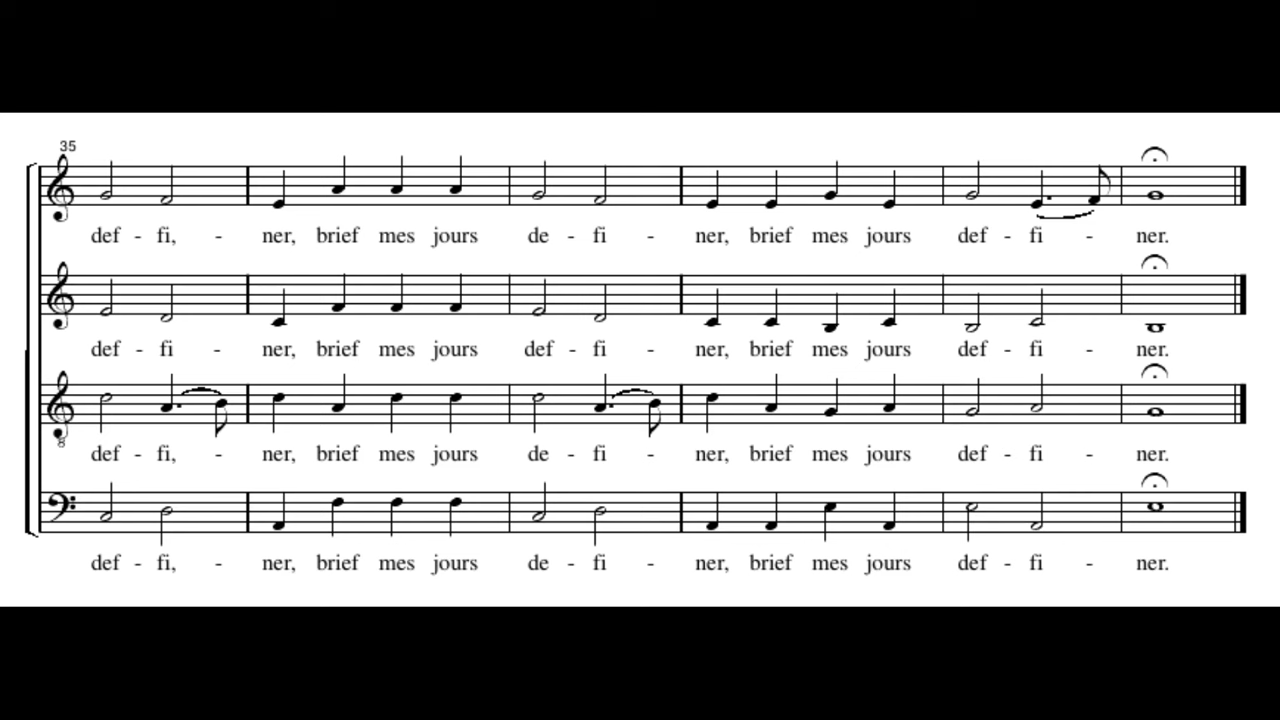 35
def - fi, - ner, brief mes jours de - fi - ner, brief mes jours def - fi - ner.
def - fi - ner, brief mes jours def - fi - ner, brief mes jours def - fi - ner.
8
def - fi, - ner, brief mes jours de - fi - ner, brief mes jours def - fi - ner.
def - fi, - ner, brief mes jours de - fi - ner, brief mes jours def - fi - ner.